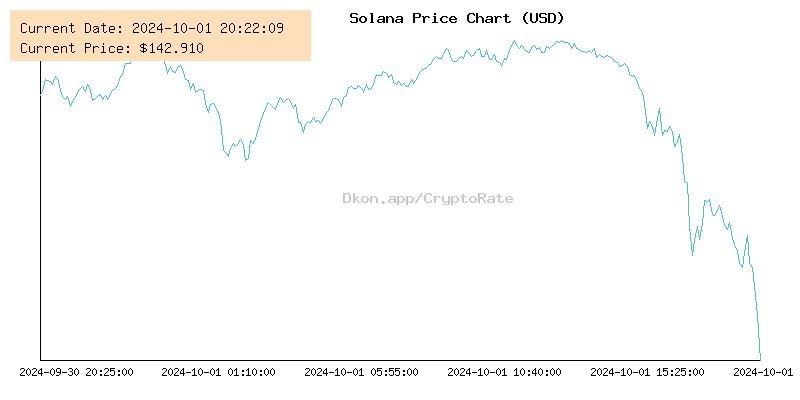 Solana Price Chart (USD)
Current Date: 2024-10-01 20:22:09
Current Price: $142.910
Dkon.app/CryptoRate
2024-09-30 20:25:00 2024-10-01 01:10:00 2024-10-01 05:55:00 2024-10-01 10:40:00 2024-10-01 15:25:00 2024-10-01